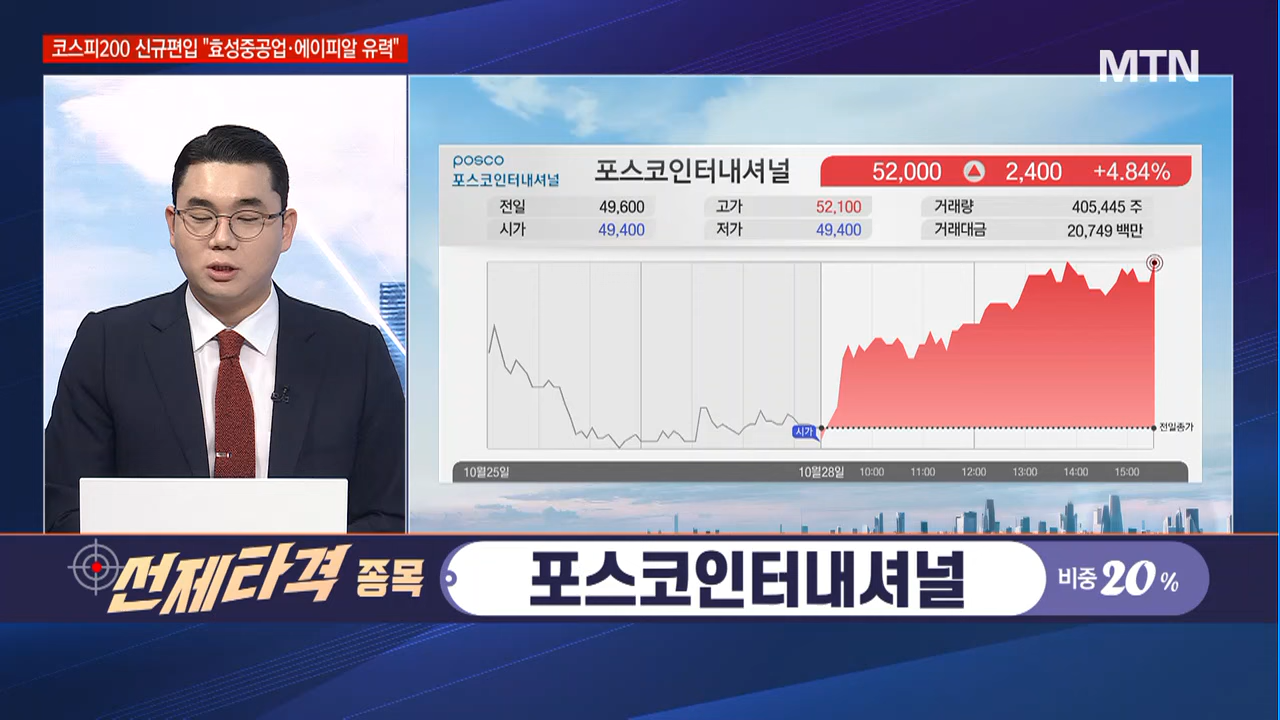 코스피200 신규편입 "효성중공업·에이피알 유력"
MTN
posco
포스코인터내셔널
포스코인터내셔널
52,000 2,400 +4.84%
전일 49,600 고가 52,100 거래량 405,445 주
시가 49,400 저가 49,400 거래대금 20,749 백만
시가
전일종가
10월25일 10월28일 10:00 11:00 12:00 13:00 14:00 15:00
선제타격 종목
포스코인터내셔널
비중 20 %